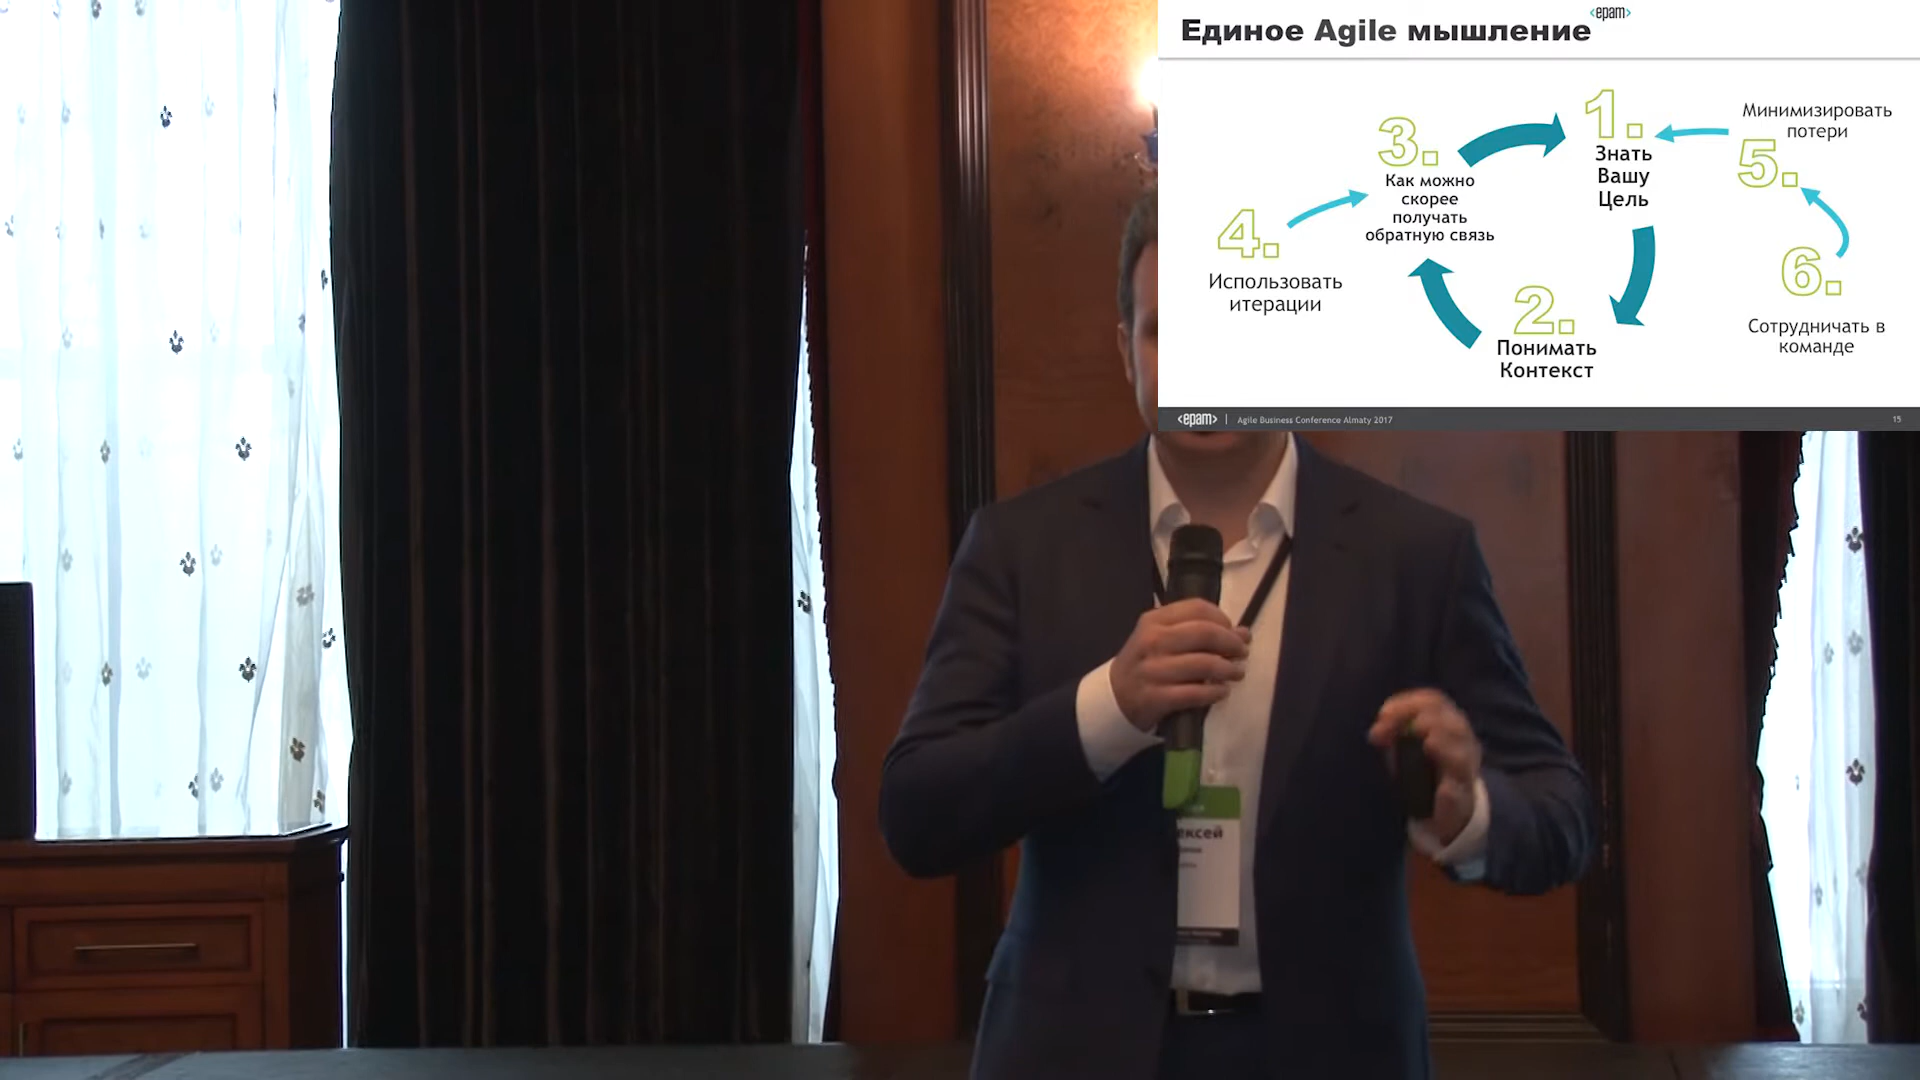 <epam>
Единое Agile мышление
1.
Знать
Вашу
Цель
2.
Понимать
Контекст
3.
Как можно
скорее
получать
обратную связь
4.
Использовать
итерации
Минимизировать
потери
5.
6.
Сотрудничать в
команде
<epam> | Agile Business Conference Almaty 2017
15
ексей